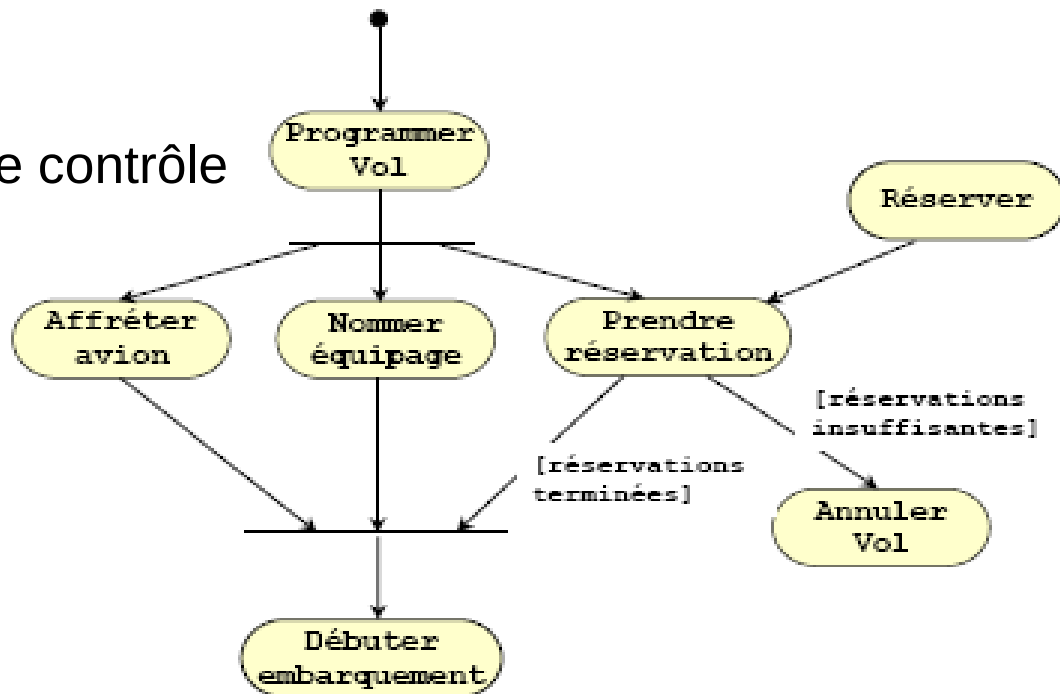 Programmer
Vol
e contrôle
Réserver
Affréter
avion
Nommer
équipage
Prendre
réservation
[réservations
insuffisantes]
[réservations
terminées]
Annuler
Vol
Débuter
embarquement